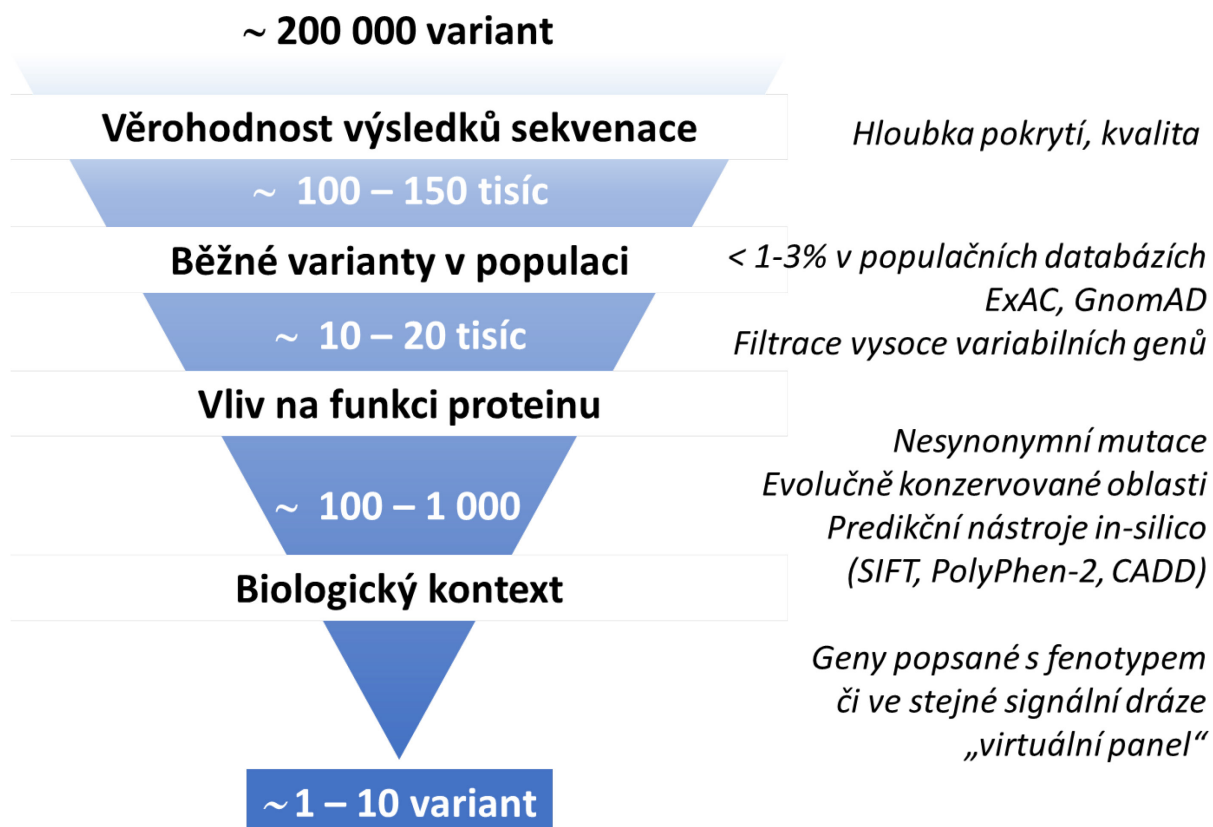 ~ 200 000 variant
Věrohodnost výsledků sekvenace
Hloubka pokrytí, kvalita
~ 100 – 150 tisíc
Běžné varianty v populaci
< 1-3% v populačních databázích
ExAC, GnomAD
Filtrace vysoce variabilních genů
~ 10 – 20 tisíc
Vliv na funkci proteinu
Nesynonymní mutace
Evolučně konzervované oblasti
Predikční nástroje in-silico
(SIFT, PolyPhen-2, CADD)
~ 100 – 1 000
Biologický kontext
Geny popsané s fenotypem
či ve stejné signální dráze
„virtuální panel“
~ 1 – 10 variant